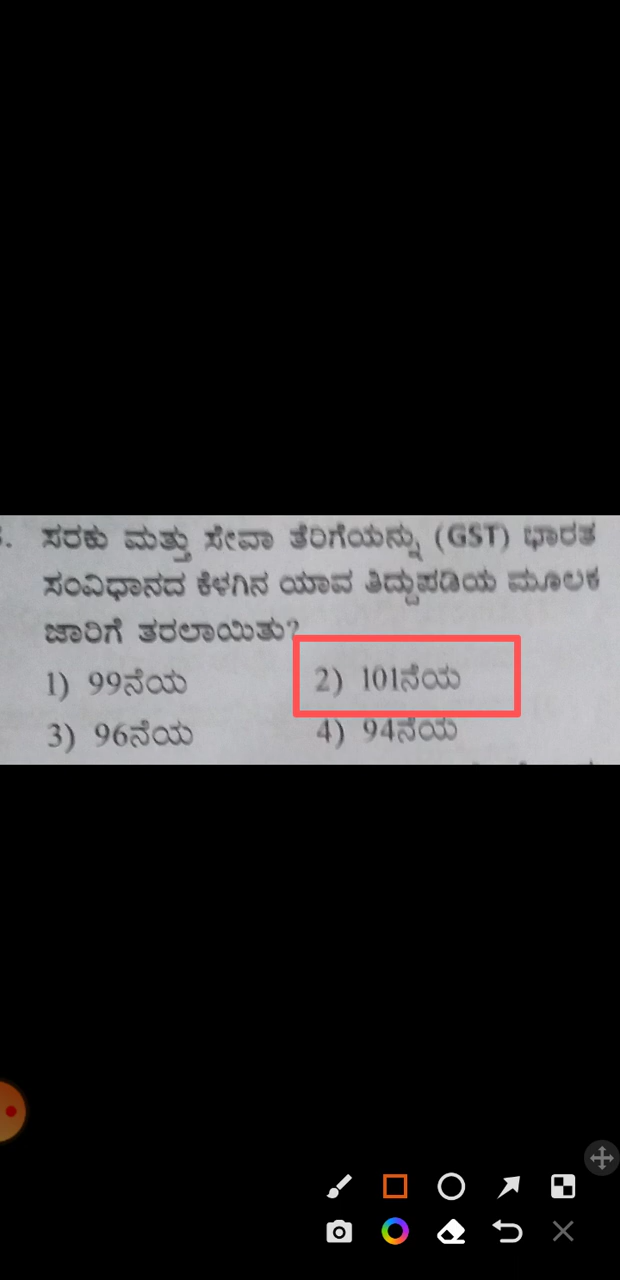 . ಸರಕು ಮತ್ತು ಸೇವಾ ತೆರಿಗೆಯನ್ನು (GST) ಭಾರತ
ಸಂವಿಧಾನದ ಕೆಳಗಿನ ಯಾವ ತಿದ್ದುಪಡಿಯ ಮೂಲಕ
ಜಾರಿಗೆ ತರಲಾಯಿತು?
1) 99ನೆಯ 2) 101ನೆಯ
3) 96ನೆಯ 4) 94ನೆಯ